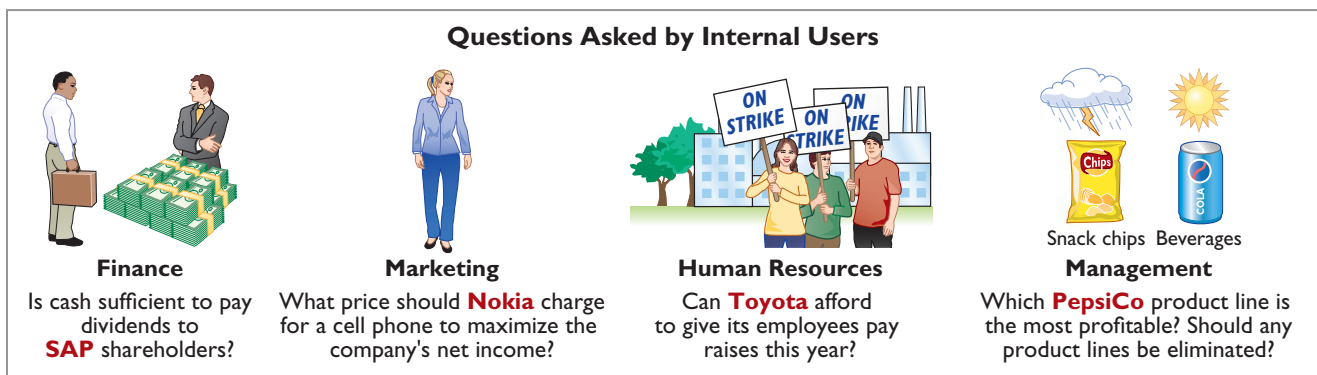 Questions Asked by Internal Users
ON
STRIKE
ON
STRIKE
ON
RIKE
Chips
COLA
Snack chips Beverages
Finance
Is cash sufficient to pay
dividends to
SAP shareholders?
Marketing
What price should Nokia charge
for a cell phone to maximize the
company's net income?
Human Resources
Can Toyota afford
to give its employees pay
raises this year?
Management
Which PepsiCo product line is
the most profitable? Should any
product lines be eliminated?